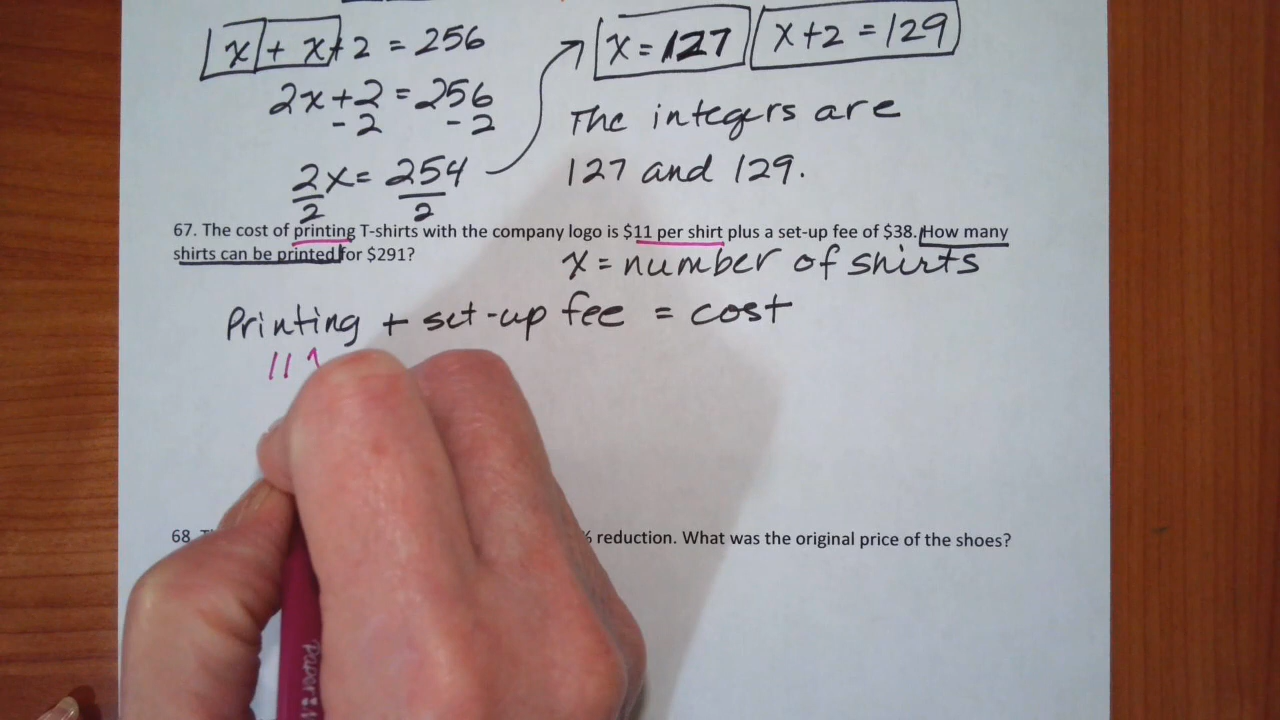 x + x + 2 = 256
x = 127 x + 2 = 129
2x + 2 = 256
- 2 - 2
The integers are
2x = 254
2 2
127 and 129.
67. The cost of printing T-shirts with the company logo is $11 per shirt plus a set-up fee of $38. How many
shirts can be printed for $291?
x = number of shirts
Printing + set-up fee = cost
11
68.
% reduction. What was the original price of the shoes?
paper